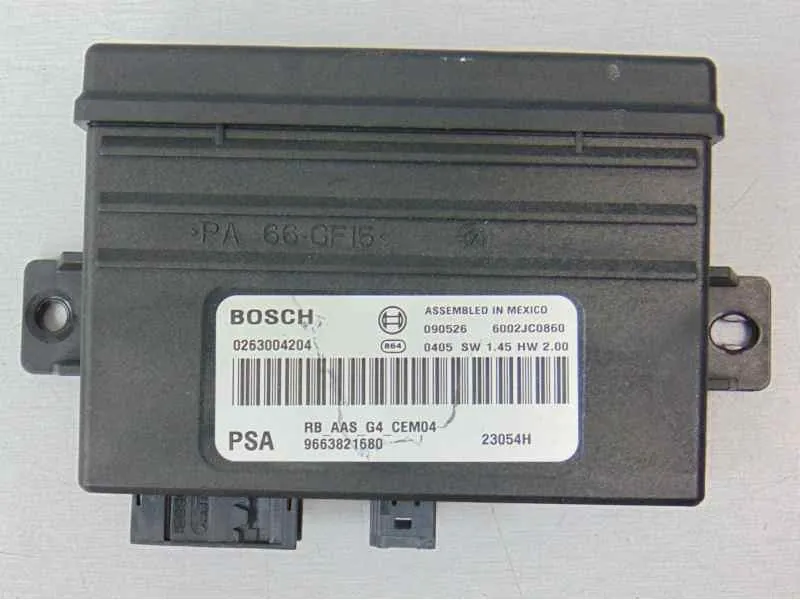 >PA 66-GF15<
BOSCH
ASSEMBLED IN MEXICO
090526 6002JC0860
0263004204
864 0405 SW 1.45 HW 2.00
RB_AAS_G4_CEM04
PSA 9663821680 23054H